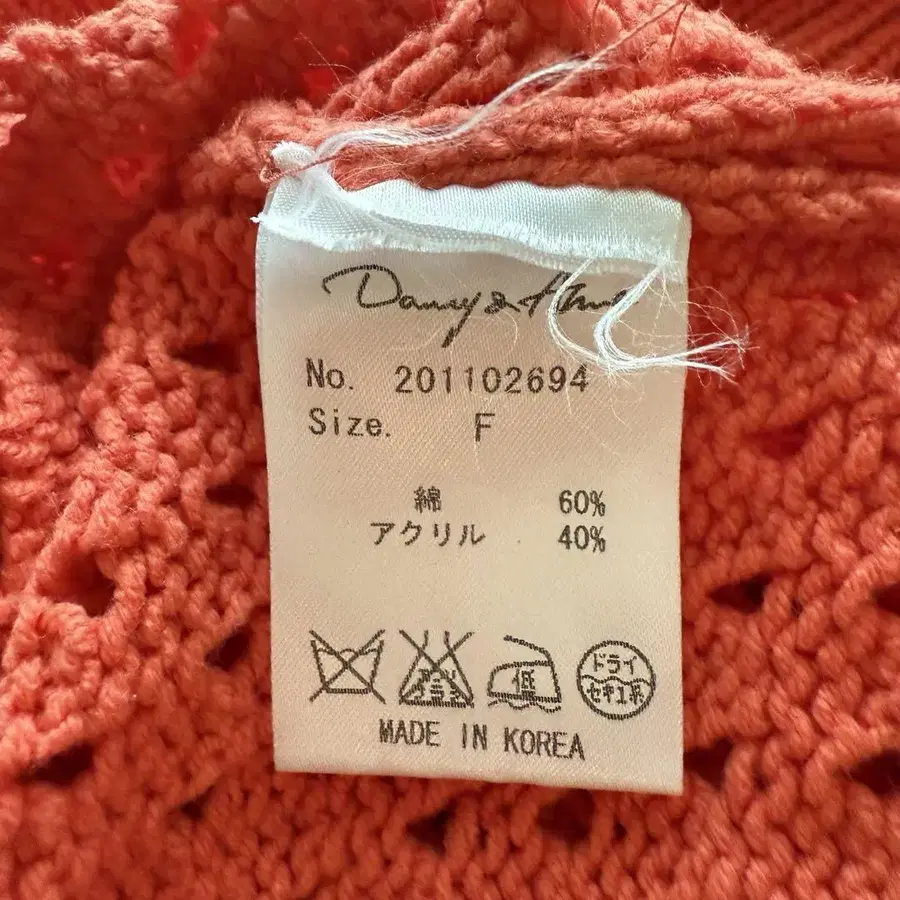 No. 201102694
Size. F
綿 60%
アクリル 40%
低
ドライ
セキユ系
MADE IN KOREA